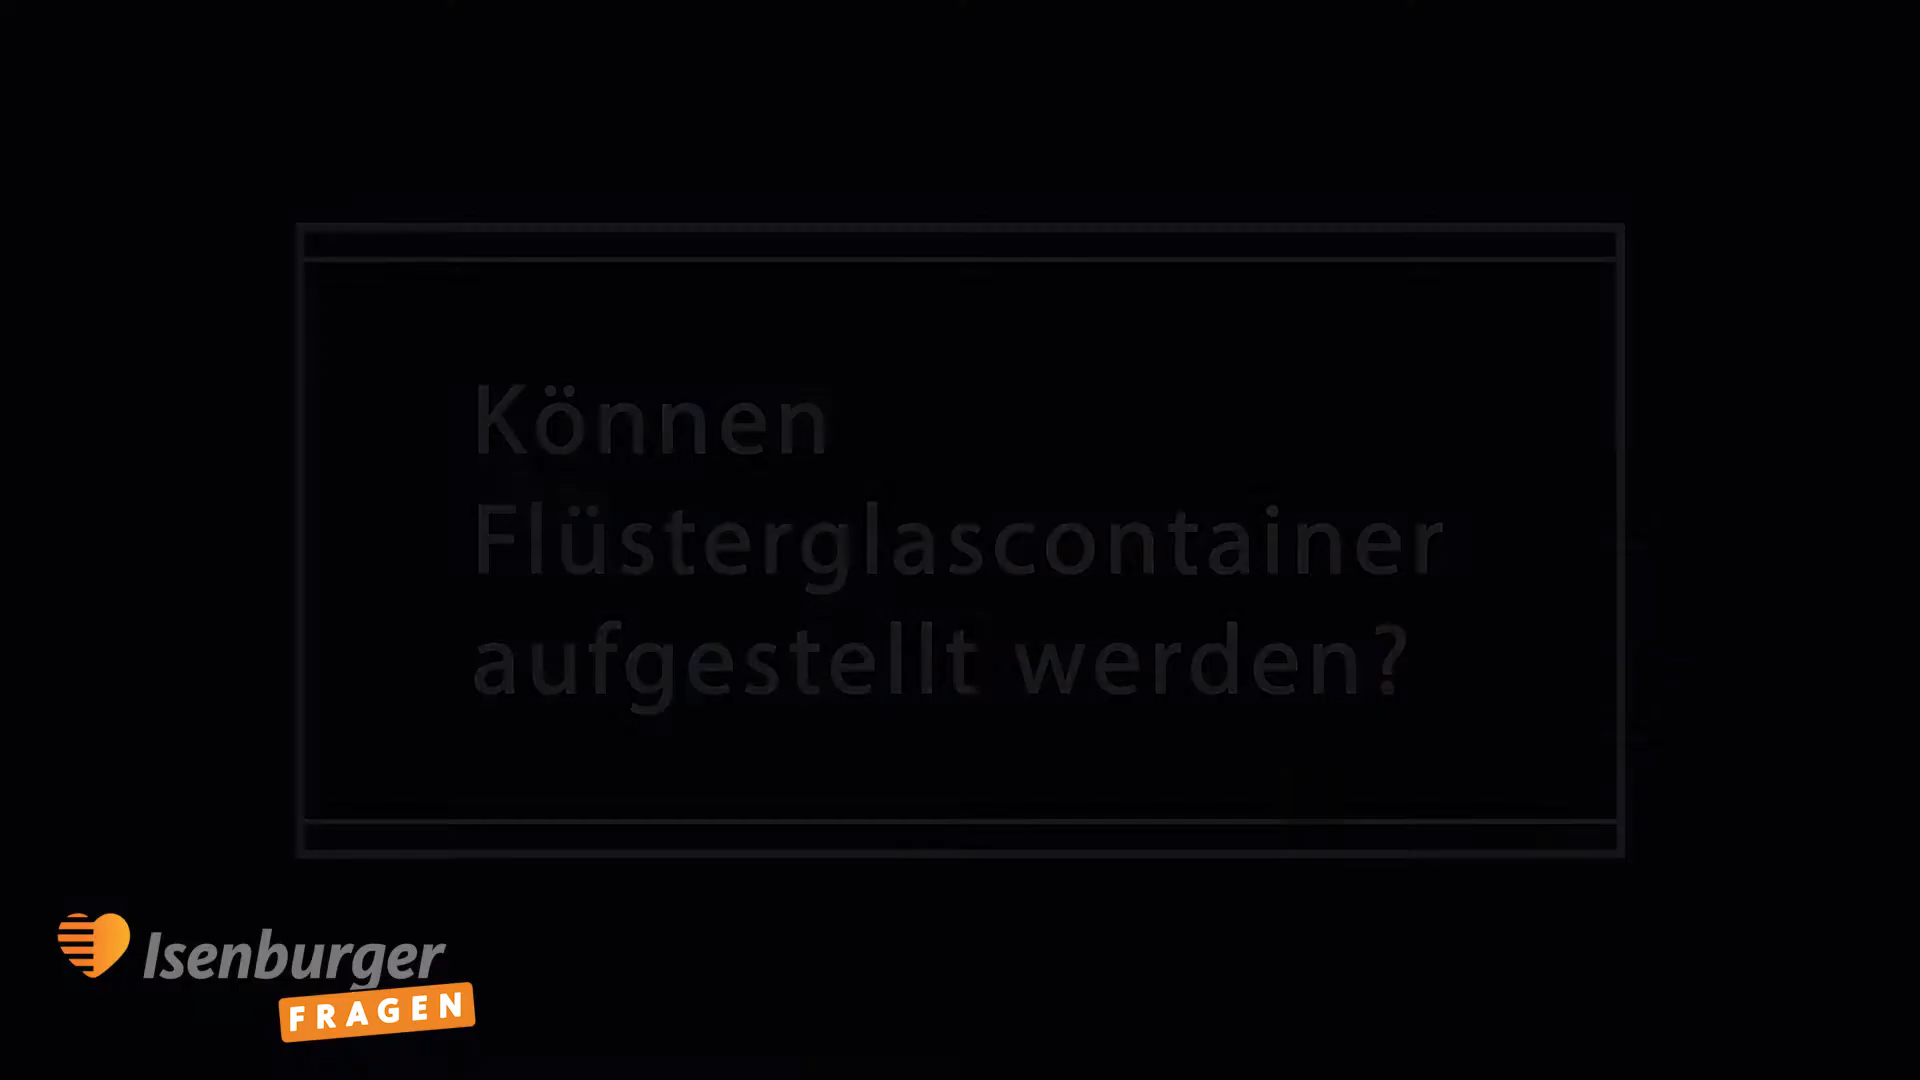 Können
Flüsterglascontainer
aufgestellt werden?
Isenburger
FRAGEN